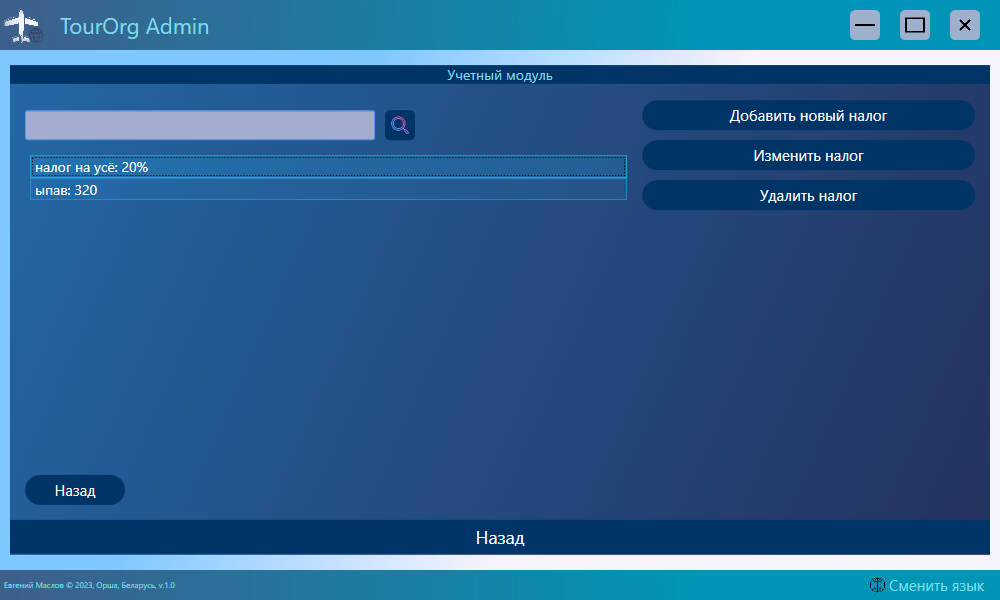 TourOrg Admin
Учетный модуль
Добавить новый налог
Изменить налог
Удалить налог
налог на усё: 20%
ыпав: 320
Назад
Назад
Евгений Маслов © 2023, Орша, Беларусь, v.1.0
Сменить язык